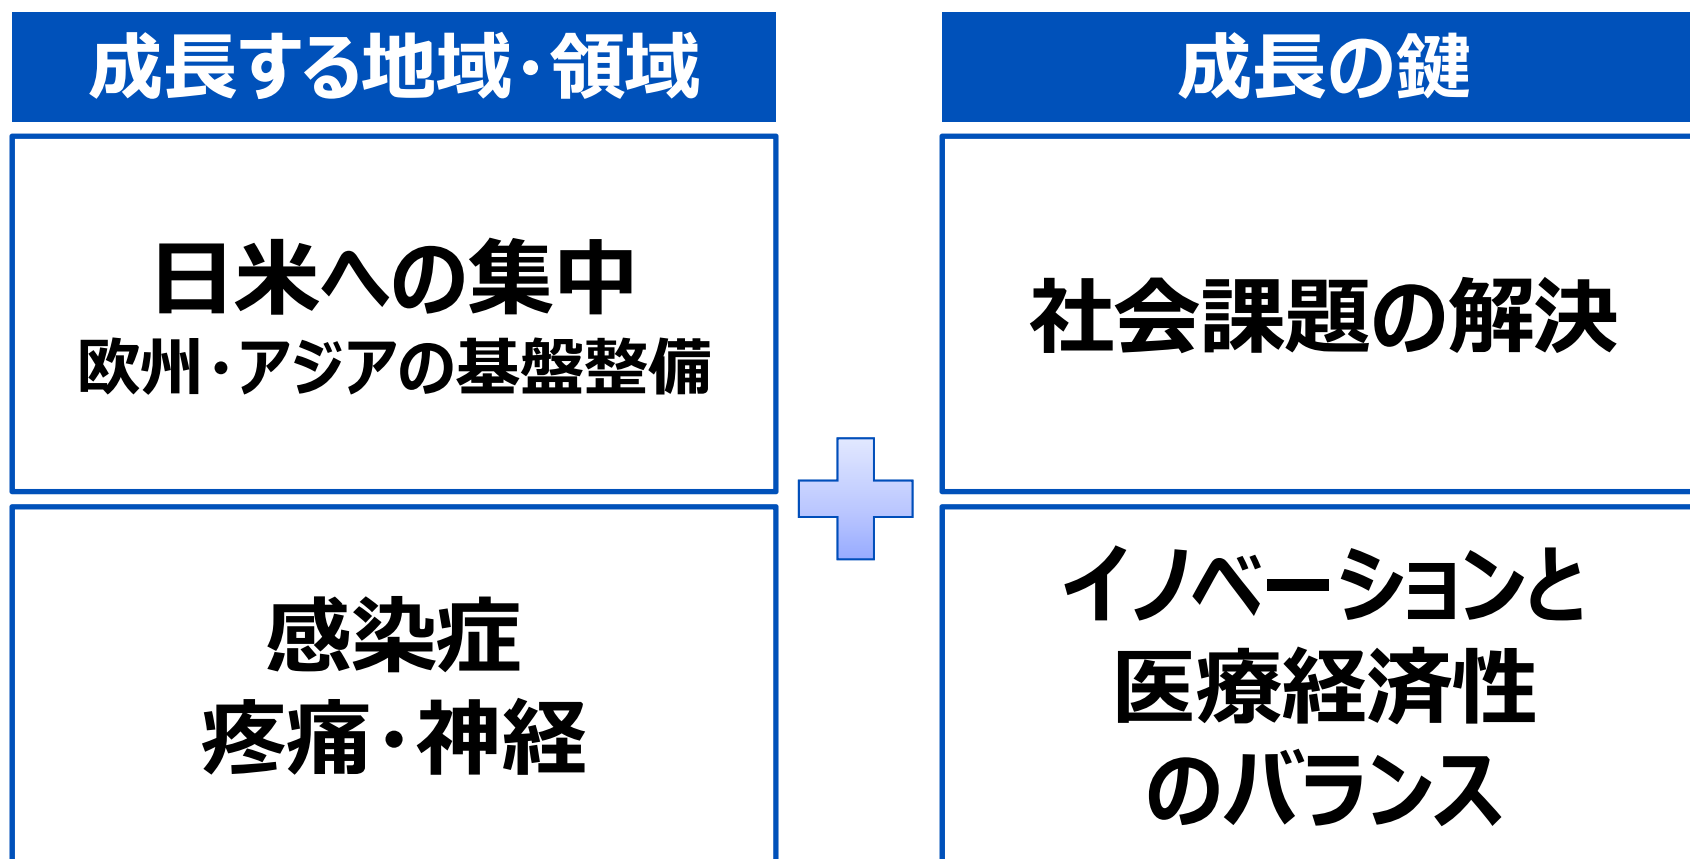 成長する地域・領域
日米への集中
欧州・アジアの基盤整備
感染症
疼痛・神経
成長の鍵
社会課題の解決
イノベーションと
医療経済性
のバランス